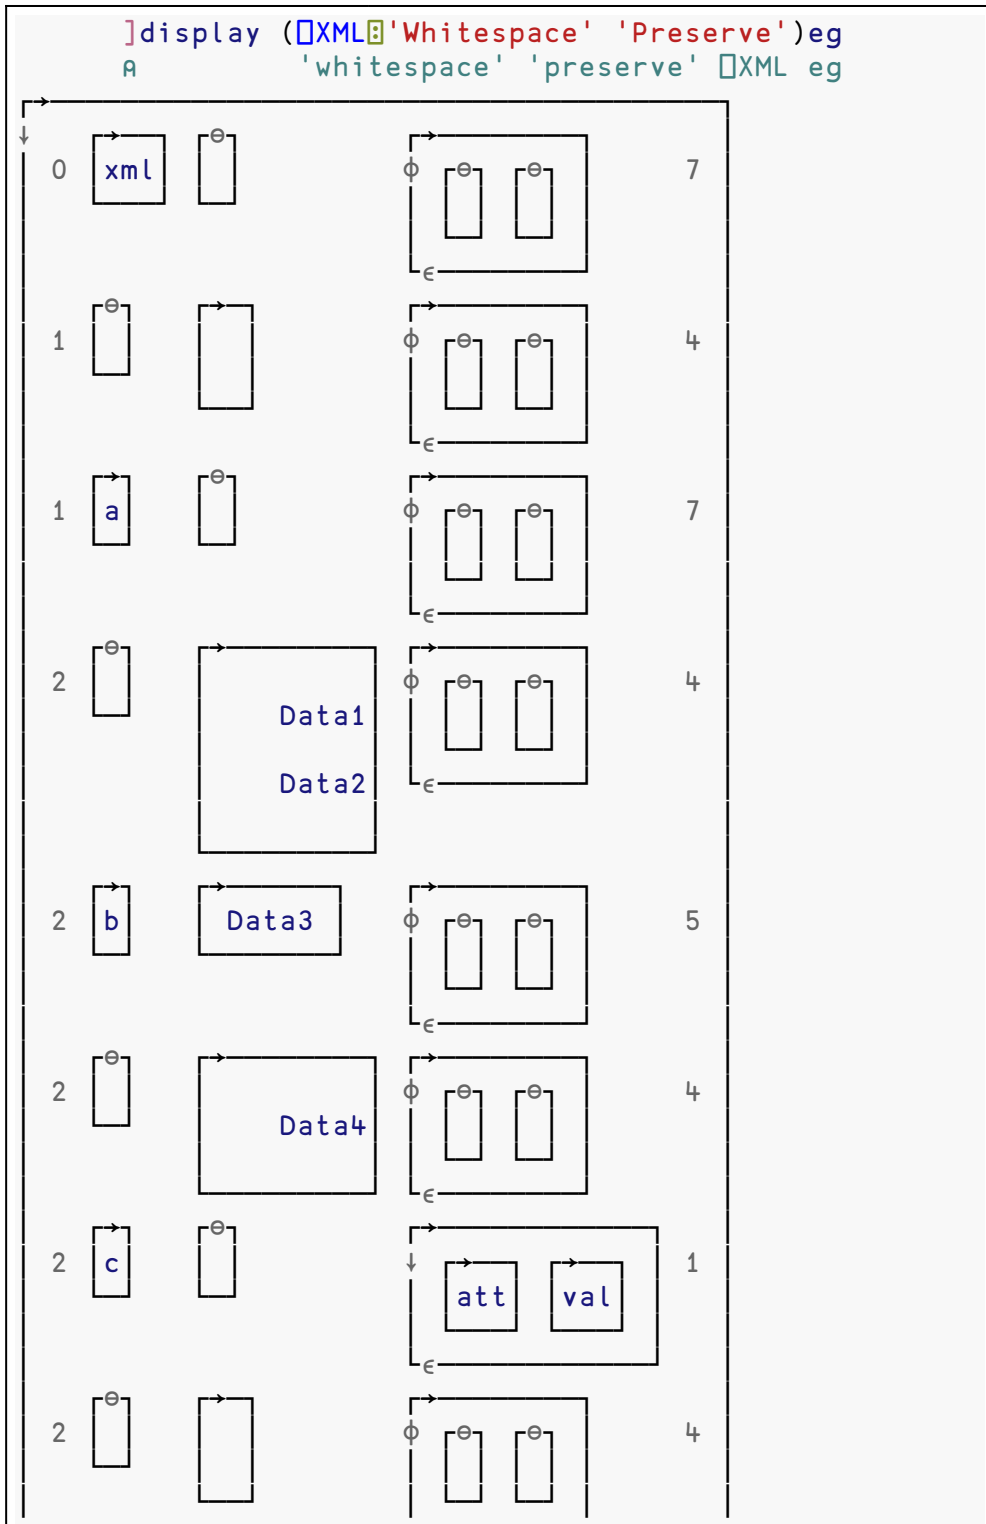 ]display (⎕XML⍠'Whitespace' 'Preserve')eg
⍝ 'whitespace' 'preserve' ⎕XML eg
┌→──────────────────────────────────────┐
↓   ┌→──┐ ┌⊖┐         ┌→────────┐       │
│ 0 │xml│ │ │         ⌽ ┌⊖┐ ┌⊖┐ │     7 │
│   └───┘ └─┘         │ │ │ │ │ │       │
│                     │ └─┘ └─┘ │       │
│                     └∊────────┘       │
│   ┌⊖┐   ┌→─┐        ┌→────────┐       │
│ 1 │ │   │  │        ⌽ ┌⊖┐ ┌⊖┐ │     4 │
│   └─┘   │  │        │ │ │ │ │ │       │
│         └──┘        │ └─┘ └─┘ │       │
│                     └∊────────┘       │
│   ┌→┐   ┌⊖┐         ┌→────────┐       │
│ 1 │a│   │ │         ⌽ ┌⊖┐ ┌⊖┐ │     7 │
│   └─┘   └─┘         │ │ │ │ │ │       │
│                     │ └─┘ └─┘ │       │
│                     └∊────────┘       │
│   ┌⊖┐   ┌→────────┐ ┌→────────┐       │
│ 2 │ │   │         │ ⌽ ┌⊖┐ ┌⊖┐ │     4 │
│   └─┘   │    Data1│ │ │ │ │ │ │       │
│         │         │ │ └─┘ └─┘ │       │
│         │    Data2│ └∊────────┘       │
│         │         │                   │
│         └─────────┘                   │
│   ┌→┐   ┌→──────┐   ┌→────────┐       │
│ 2 │b│   │ Data3 │   ⌽ ┌⊖┐ ┌⊖┐ │     5 │
│   └─┘   └───────┘   │ │ │ │ │ │       │
│                     │ └─┘ └─┘ │       │
│                     └∊────────┘       │
│   ┌⊖┐   ┌→────────┐ ┌→────────┐       │
│ 2 │ │   │         │ ⌽ ┌⊖┐ ┌⊖┐ │     4 │
│   └─┘   │    Data4│ │ │ │ │ │ │       │
│         │         │ │ └─┘ └─┘ │       │
│         └─────────┘ └∊────────┘       │
│   ┌→┐   ┌⊖┐         ┌→────────────┐   │
│ 2 │c│   │ │         ↓ ┌→──┐ ┌→──┐ │ 1 │
│   └─┘   └─┘         │ │att│ │val│ │   │
│                     │ └───┘ └───┘ │   │
│                     └∊────────────┘   │
│   ┌⊖┐   ┌→─┐        ┌→────────┐       │
│ 2 │ │   │  │        ⌽ ┌⊖┐ ┌⊖┐ │     4 │
│   └─┘   │  │        │ │ │ │ │ │       │
│         └──┘        │ └─┘ └─┘ │       │